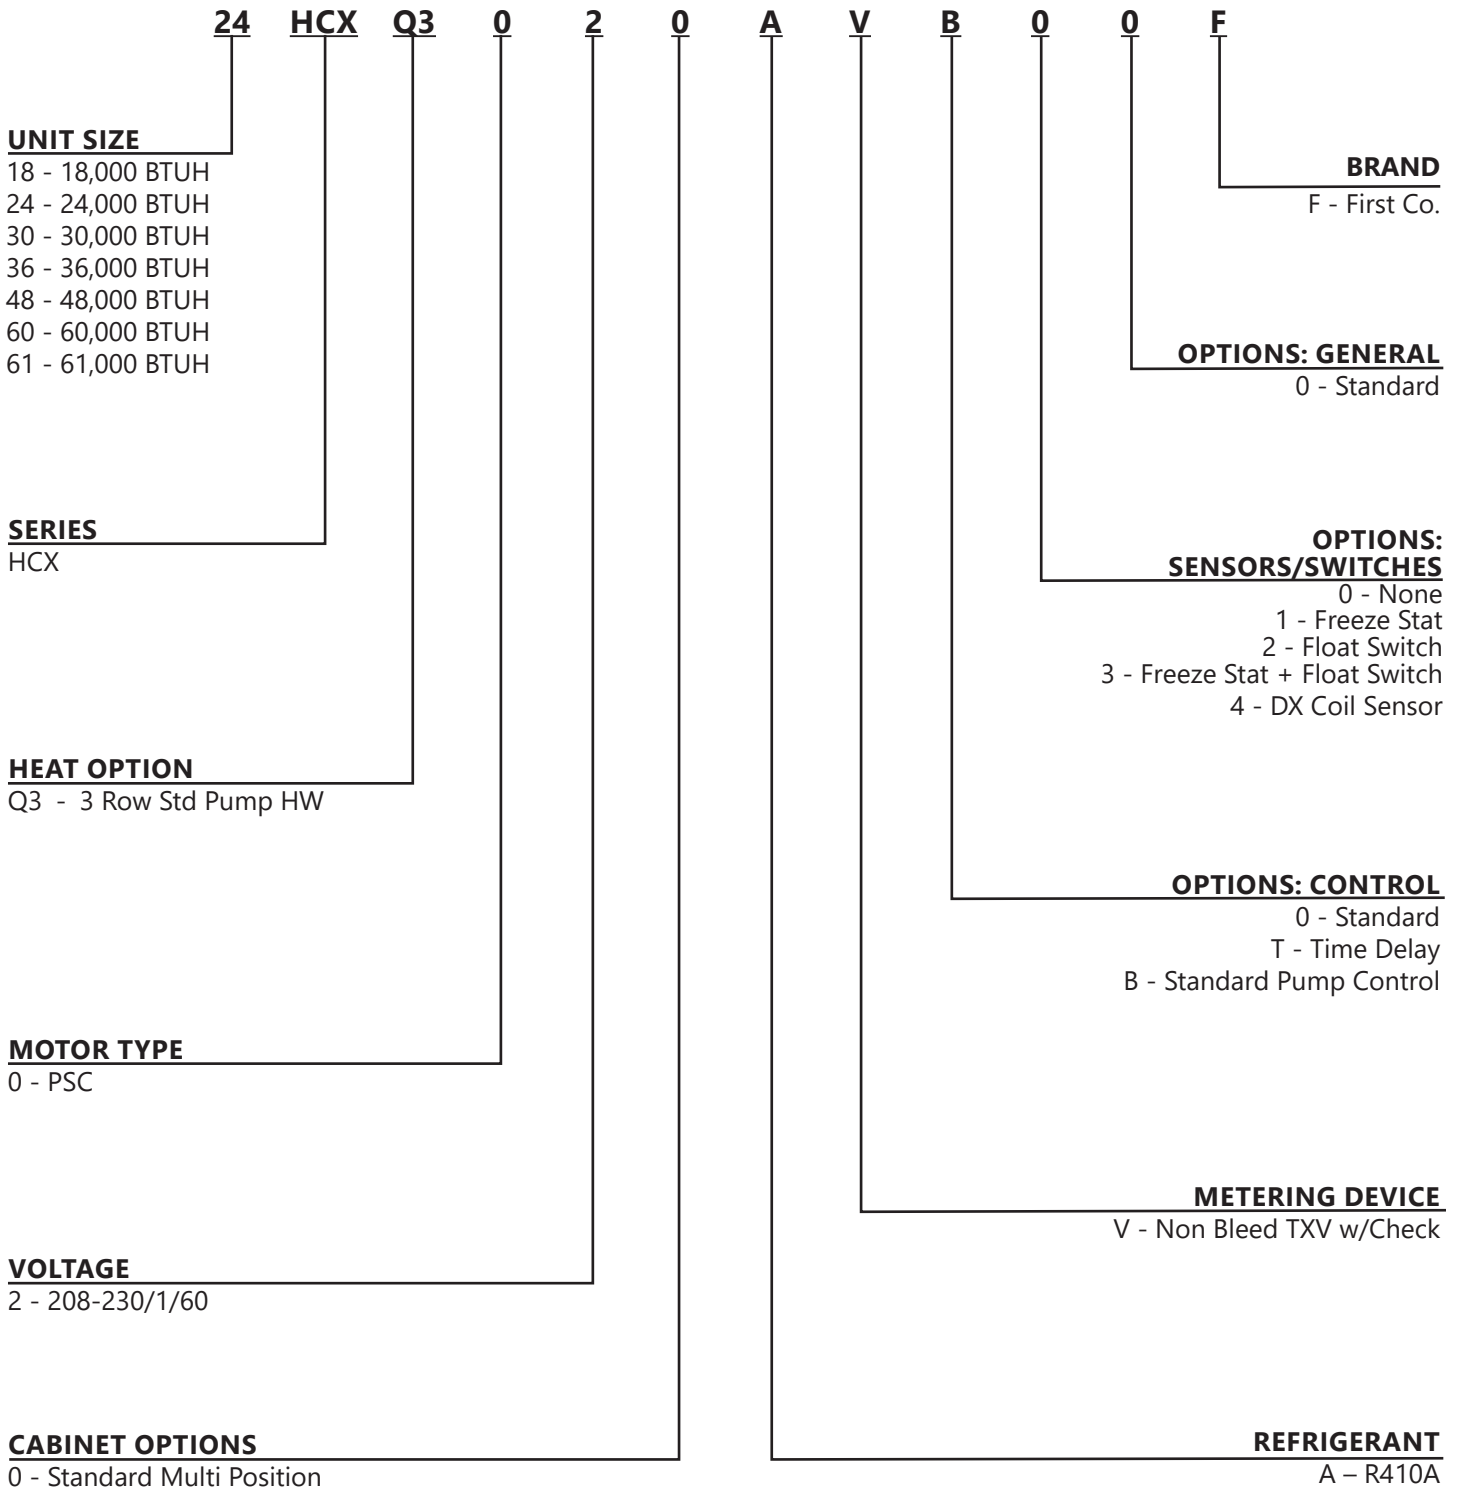 24 HCX Q3 0 2 0 A V B 0 0 F
UNIT SIZE
18 - 18,000 BTUH
24 - 24,000 BTUH
30 - 30,000 BTUH
36 - 36,000 BTUH
48 - 48,000 BTUH
60 - 60,000 BTUH
61 - 61,000 BTUH
SERIES
HCX
HEAT OPTION
Q3 - 3 Row Std Pump HW
MOTOR TYPE
0 - PSC
VOLTAGE
2 - 208-230/1/60
CABINET OPTIONS
0 - Standard Multi Position
BRAND
F - First Co.
OPTIONS: GENERAL
0 - Standard
OPTIONS:
SENSORS/SWITCHES
0 - None
1 - Freeze Stat
2 - Float Switch
3 - Freeze Stat + Float Switch
4 - DX Coil Sensor
OPTIONS: CONTROL
0 - Standard
T - Time Delay
B - Standard Pump Control
METERING DEVICE
V - Non Bleed TXV w/Check
REFRIGERANT
A – R410A